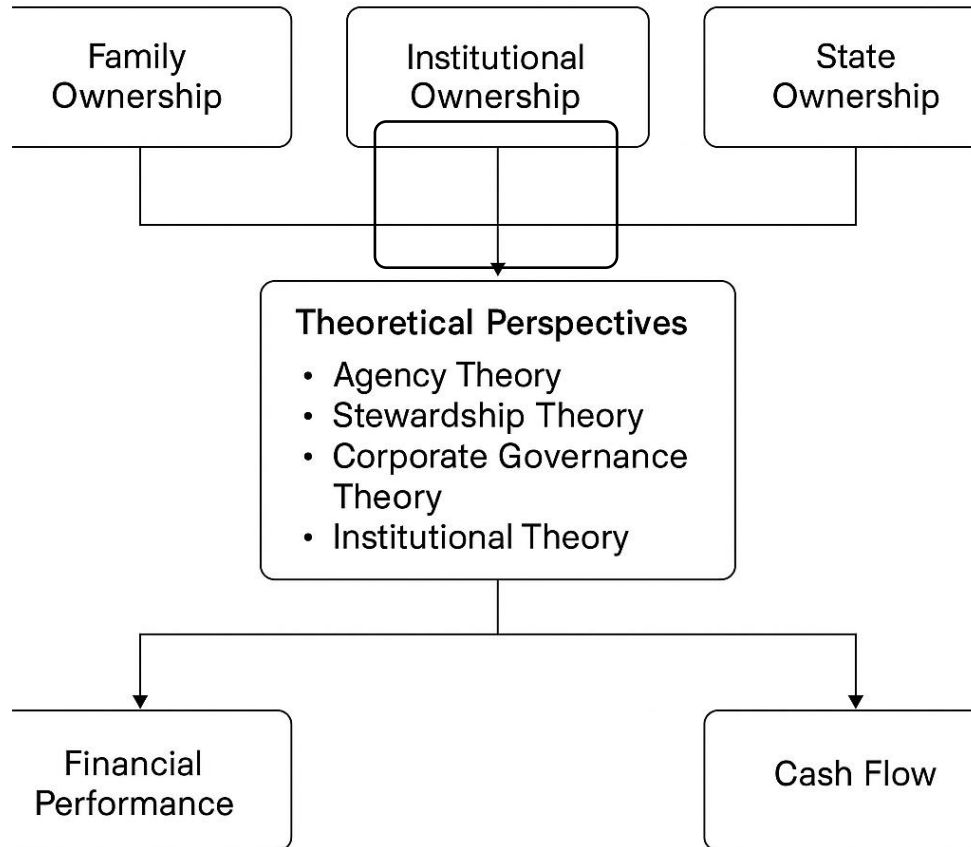 Family
Ownership
Institutional
Ownership
State
Ownership
Theoretical Perspectives
• Agency Theory
• Stewardship Theory
• Corporate Governance
Theory
• Institutional Theory
Financial
Performance
Cash Flow